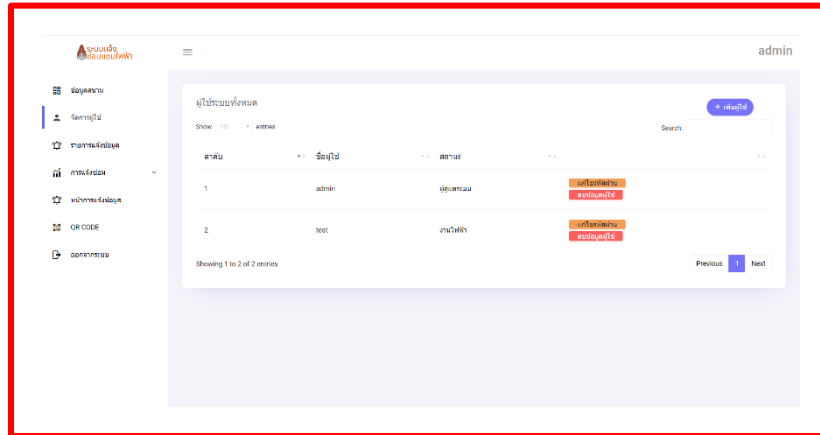 ระบบแจ้ง
ซ่อมแซมไฟฟ้า
admin
ข้อมูลสนาม
จัดการผู้ใช้
รายการแจ้งข้อมูล
การแจ้งซ่อม
หน้าการแจ้งข้อมูล
QR CODE
ออกจากระบบ
ผู้ใช้ระบบทั้งหมด
+ เพิ่มผู้ใช้
Show 10 entries
Search:
ลำดับ ชื่อผู้ใช้ สถานะ
1 admin ผู้ดูแลระบบ แก้ไขรหัสผ่าน
ลบข้อมูลผู้ใช้
2 test งานไฟฟ้า แก้ไขรหัสผ่าน
ลบข้อมูลผู้ใช้
Showing 1 to 2 of 2 entries
Previous 1 Next